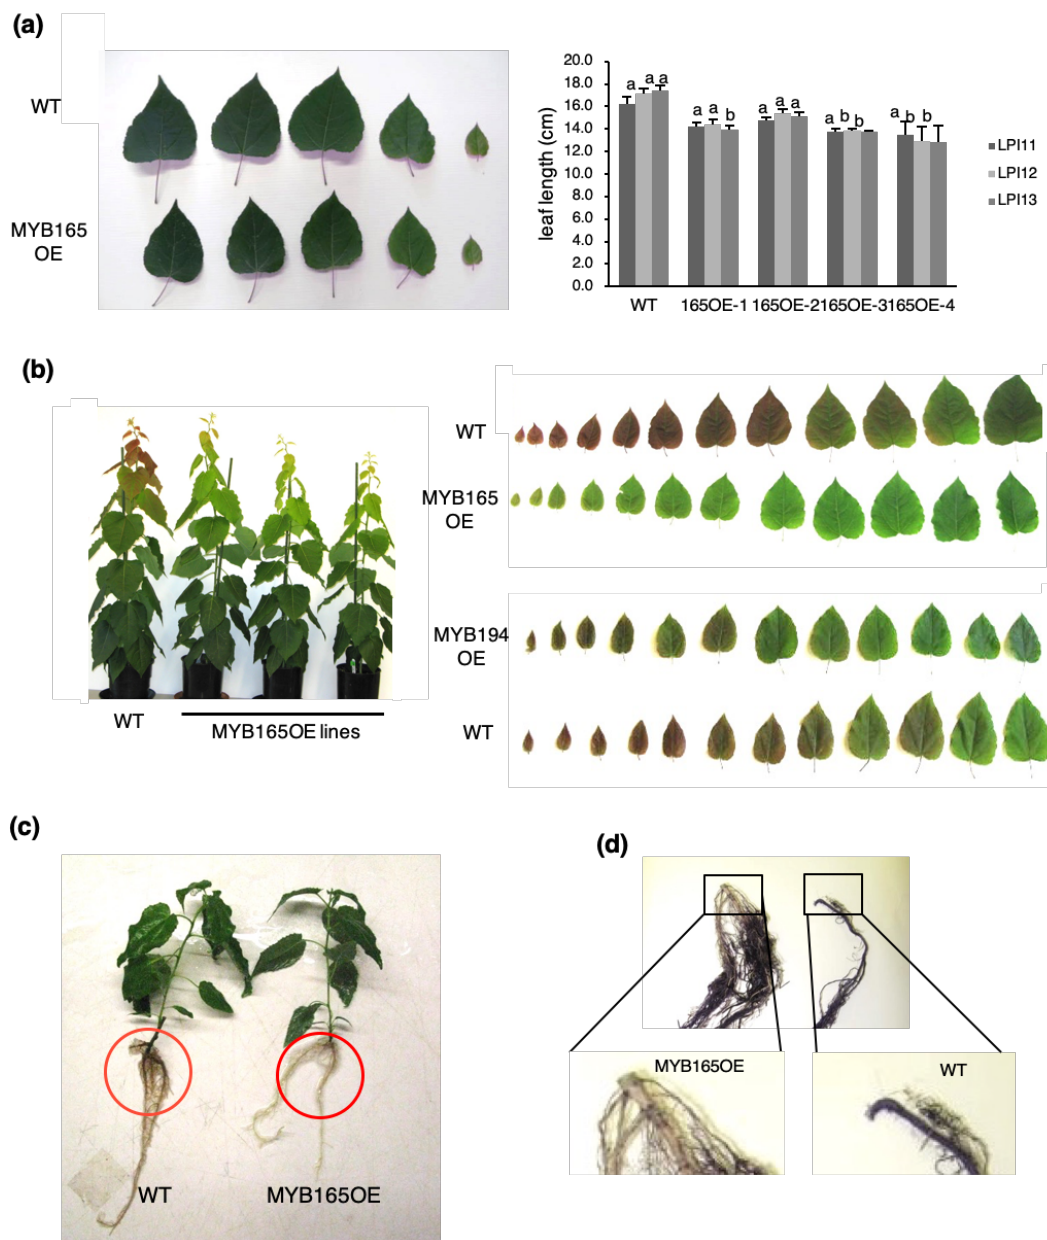 (a)
WT
MYB165
OE
leaf length (cm)
20.0
18.0
16.0
14.0
12.0
10.0
8.0
6.0
4.0
2.0
0.0
a a a
a a b
a a a
a b b
a b b
WT 165OE-1 165OE-2 165OE-3 165OE-4
LPI11
LPI12
LPI13
(b)
WT
MYB165OE lines
WT
MYB165
OE
MYB194
OE
WT
(c)
WT
MYB165OE
(d)
MYB165OE
WT